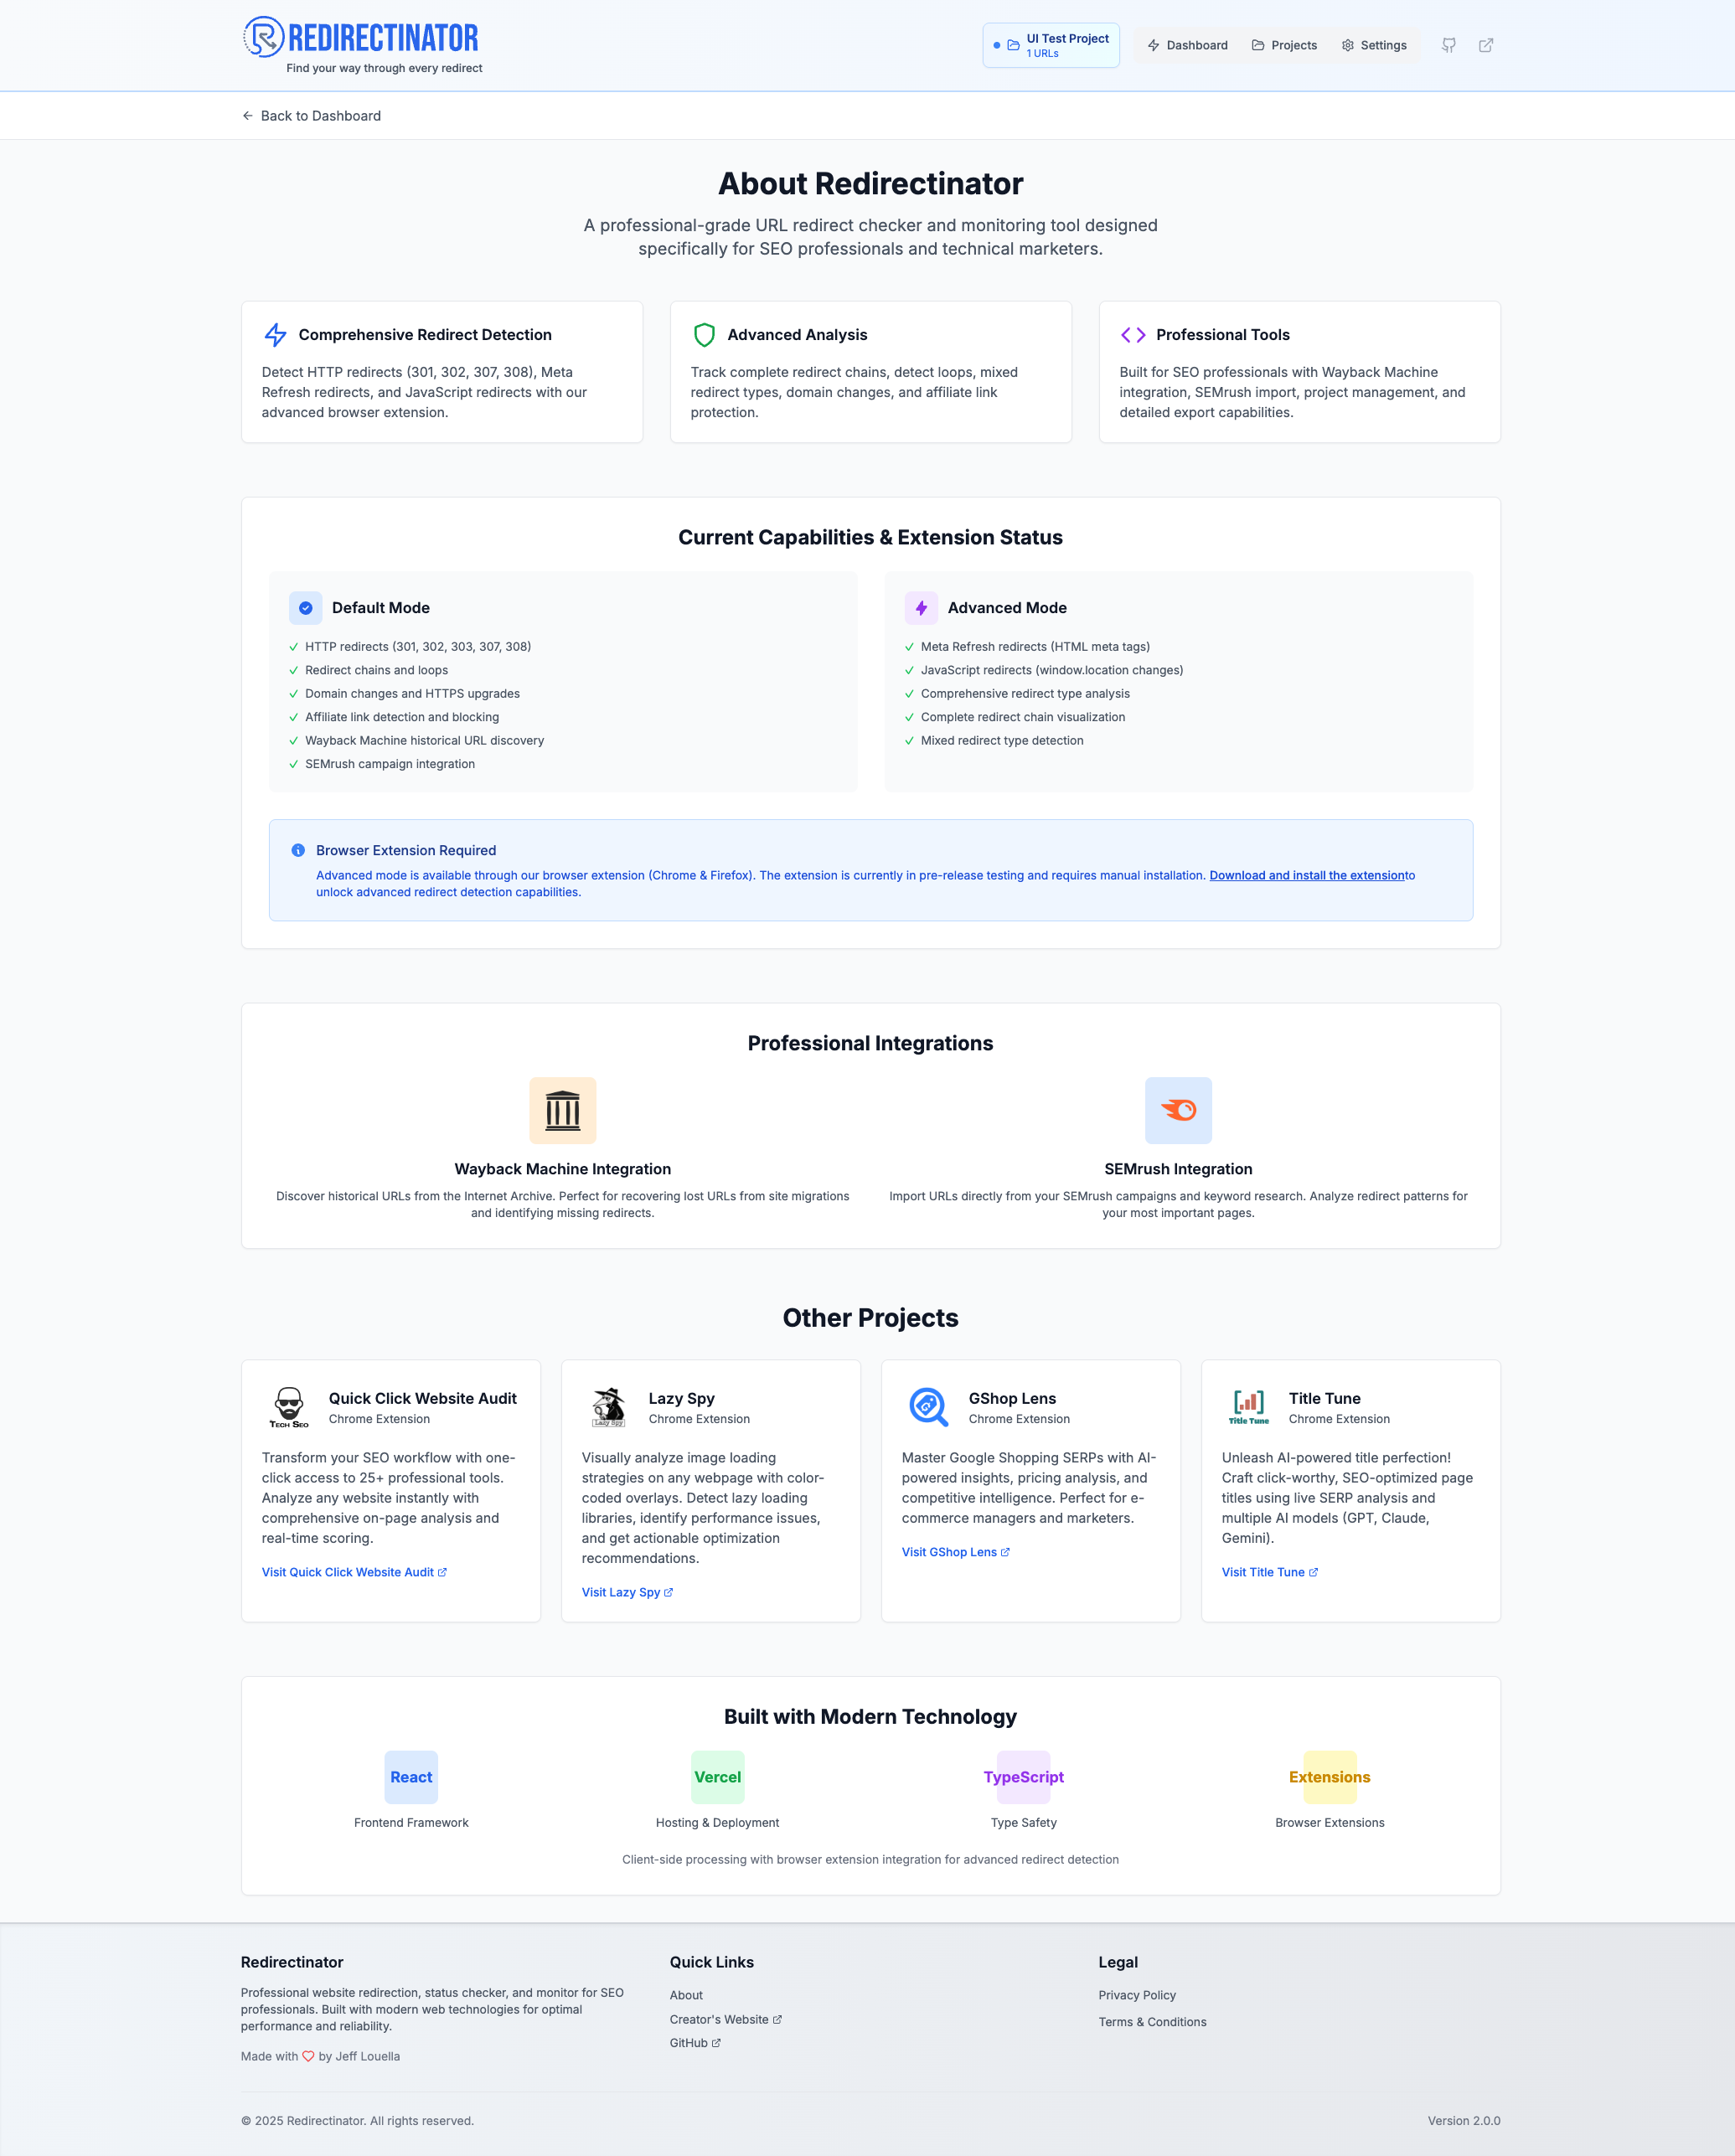 REDIRECTINATOR
Find your way through every redirect
UI Test Project
1 URLs
Dashboard
Projects
Settings
Back to Dashboard
About Redirectinator
A professional-grade URL redirect checker and monitoring tool designed
specifically for SEO professionals and technical marketers.
Comprehensive Redirect Detection
Detect HTTP redirects (301, 302, 307, 308), Meta
Refresh redirects, and JavaScript redirects with our
advanced browser extension.
Advanced Analysis
Track complete redirect chains, detect loops, mixed
redirect types, domain changes, and affiliate link
protection.
Professional Tools
Built for SEO professionals with Wayback Machine
integration, SEMrush import, project management, and
detailed export capabilities.
Current Capabilities & Extension Status
Default Mode
HTTP redirects (301, 302, 303, 307, 308)
Redirect chains and loops
Domain changes and HTTPS upgrades
Affiliate link detection and blocking
Wayback Machine historical URL discovery
SEMrush campaign integration
Advanced Mode
Meta Refresh redirects (HTML meta tags)
JavaScript redirects (window.location changes)
Comprehensive redirect type analysis
Complete redirect chain visualization
Mixed redirect type detection
Browser Extension Required
Advanced mode is available through our browser extension (Chrome & Firefox). The extension is currently in pre-release testing and requires manual installation. Download and install the extensionto
unlock advanced redirect detection capabilities.
Professional Integrations
Wayback Machine Integration
Discover historical URLs from the Internet Archive. Perfect for recovering lost URLs from site migrations
and identifying missing redirects.
SEMrush Integration
Import URLs directly from your SEMrush campaigns and keyword research. Analyze redirect patterns for
your most important pages.
Other Projects
TECH SEO
Quick Click Website Audit
Chrome Extension
Transform your SEO workflow with one-
click access to 25+ professional tools.
Analyze any website instantly with
comprehensive on-page analysis and
real-time scoring.
Visit Quick Click Website Audit
Lazy Spy
Lazy Spy
Chrome Extension
Visually analyze image loading
strategies on any webpage with color-
coded overlays. Detect lazy loading
libraries, identify performance issues,
and get actionable optimization
recommendations.
Visit Lazy Spy
GShop Lens
Chrome Extension
Master Google Shopping SERPs with AI-
powered insights, pricing analysis, and
competitive intelligence. Perfect for e-
commerce managers and marketers.
Visit GShop Lens
Title Tune
Title Tune
Chrome Extension
Unleash AI-powered title perfection!
Craft click-worthy, SEO-optimized page
titles using live SERP analysis and
multiple AI models (GPT, Claude,
Gemini).
Visit Title Tune
Built with Modern Technology
React
Frontend Framework
Vercel
Hosting & Deployment
TypeScript
Type Safety
Extensions
Browser Extensions
Client-side processing with browser extension integration for advanced redirect detection
Redirectinator
Professional website redirection, status checker, and monitor for SEO
professionals. Built with modern web technologies for optimal
performance and reliability.
Made with by Jeff Louella
Quick Links
About
Creator's Website
GitHub
Legal
Privacy Policy
Terms & Conditions
© 2025 Redirectinator. All rights reserved.
Version 2.0.0